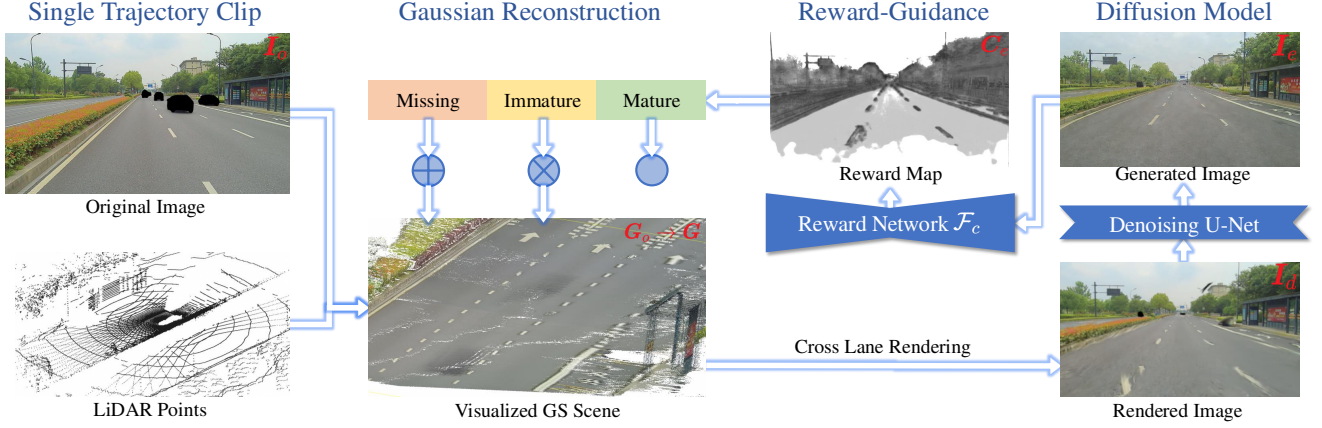 Single Trajectory Clip
Gaussian Reconstruction
Reward-Guidance
Diffusion Model
I_o
C_c
I_e
Missing
Immature
Mature
Original Image
Reward Map
Generated Image
G_o → G
Reward Network F_c
Denoising U-Net
I_d
Cross Lane Rendering
LiDAR Points
Visualized GS Scene
Rendered Image